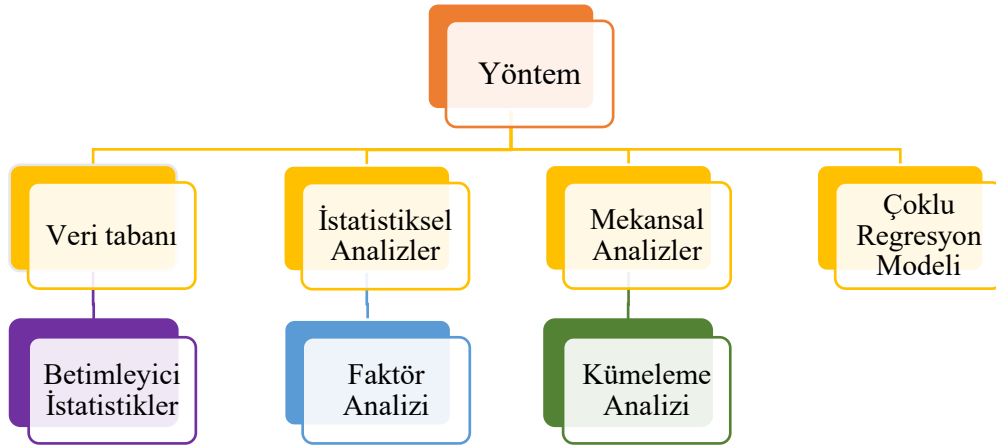 Yöntem
Veri tabanı
İstatistiksel
Analizler
Mekansal
Analizler
Çoklu
Regresyon
Modeli
Betimleyici
İstatistikler
Faktör
Analizi
Kümeleme
Analizi